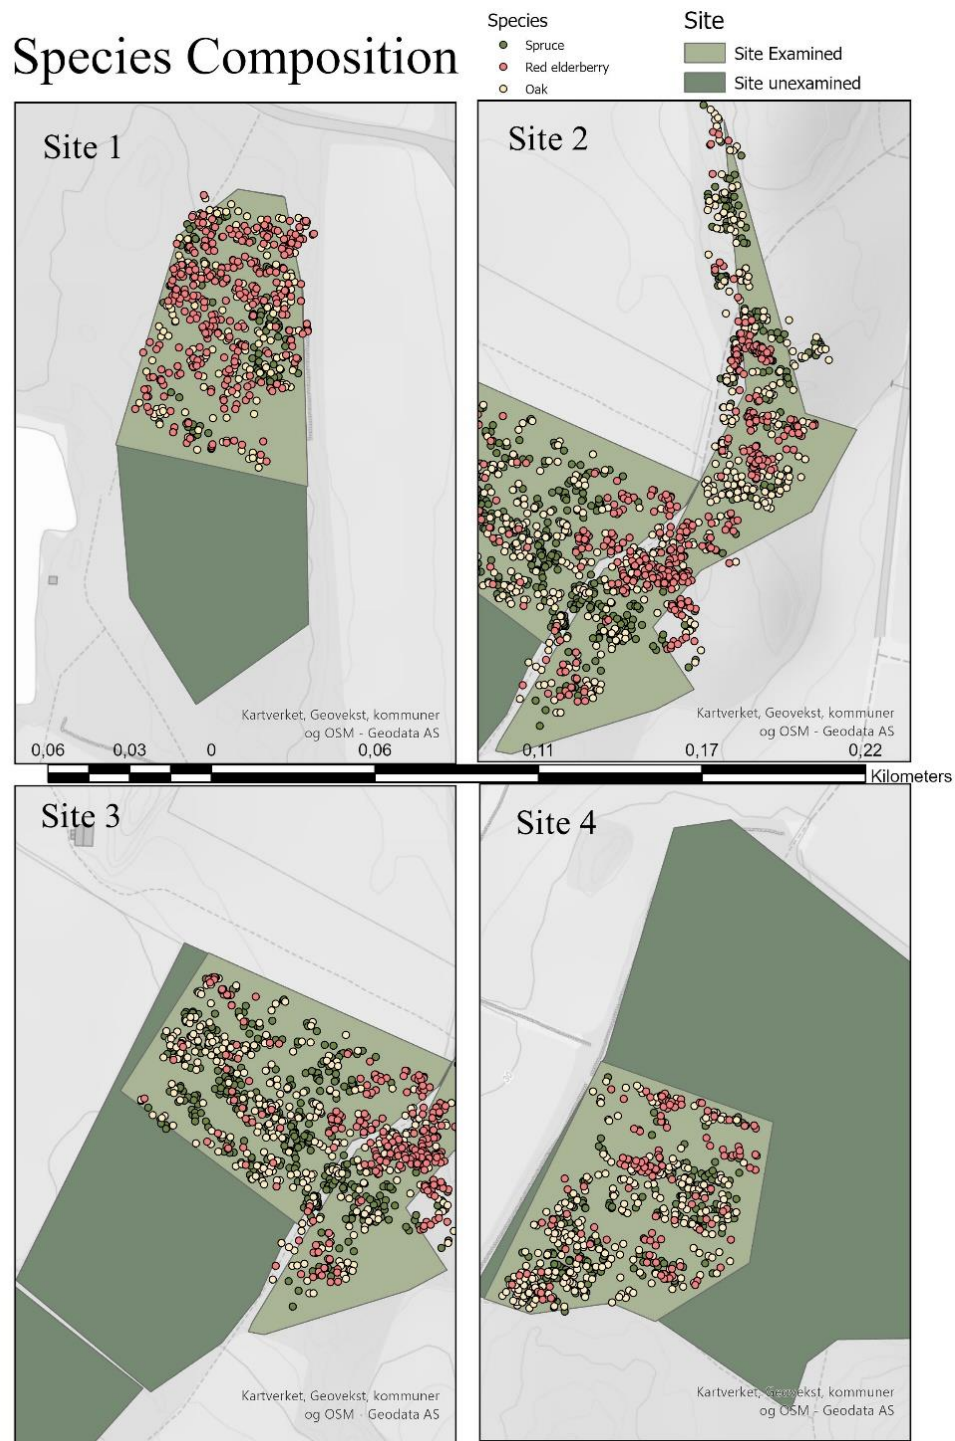 Species Composition
Species
Spruce
Red elderberry
Oak
Site
Site Examined
Site unexamined
Site 1
Kartverket, Geovekst, kommuner
og OSM - Geodata AS
Site 2
Kartverket, Geovekst, kommuner
og OSM - Geodata AS
0,06 0,03 0 0,06 0,11 0,17 0,22
Kilometers
Site 3
Kartverket, Geovekst, kommuner
og OSM - Geodata AS
Site 4
Kartverket, Geovekst, kommuner
og OSM - Geodata AS